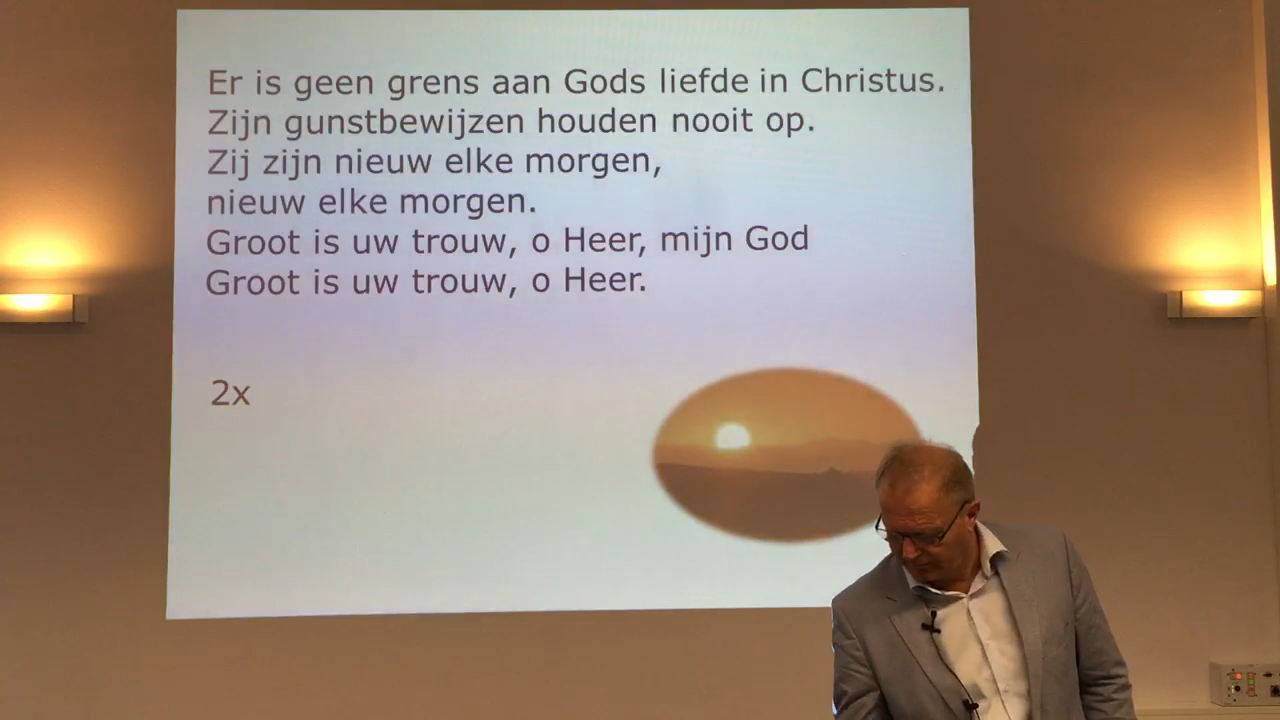 Er is geen grens aan Gods liefde in Christus.
Zijn gunstbewijzen houden nooit op.
Zij zijn nieuw elke morgen,
nieuw elke morgen.
Groot is uw trouw, o Heer, mijn God
Groot is uw trouw, o Heer.
2x